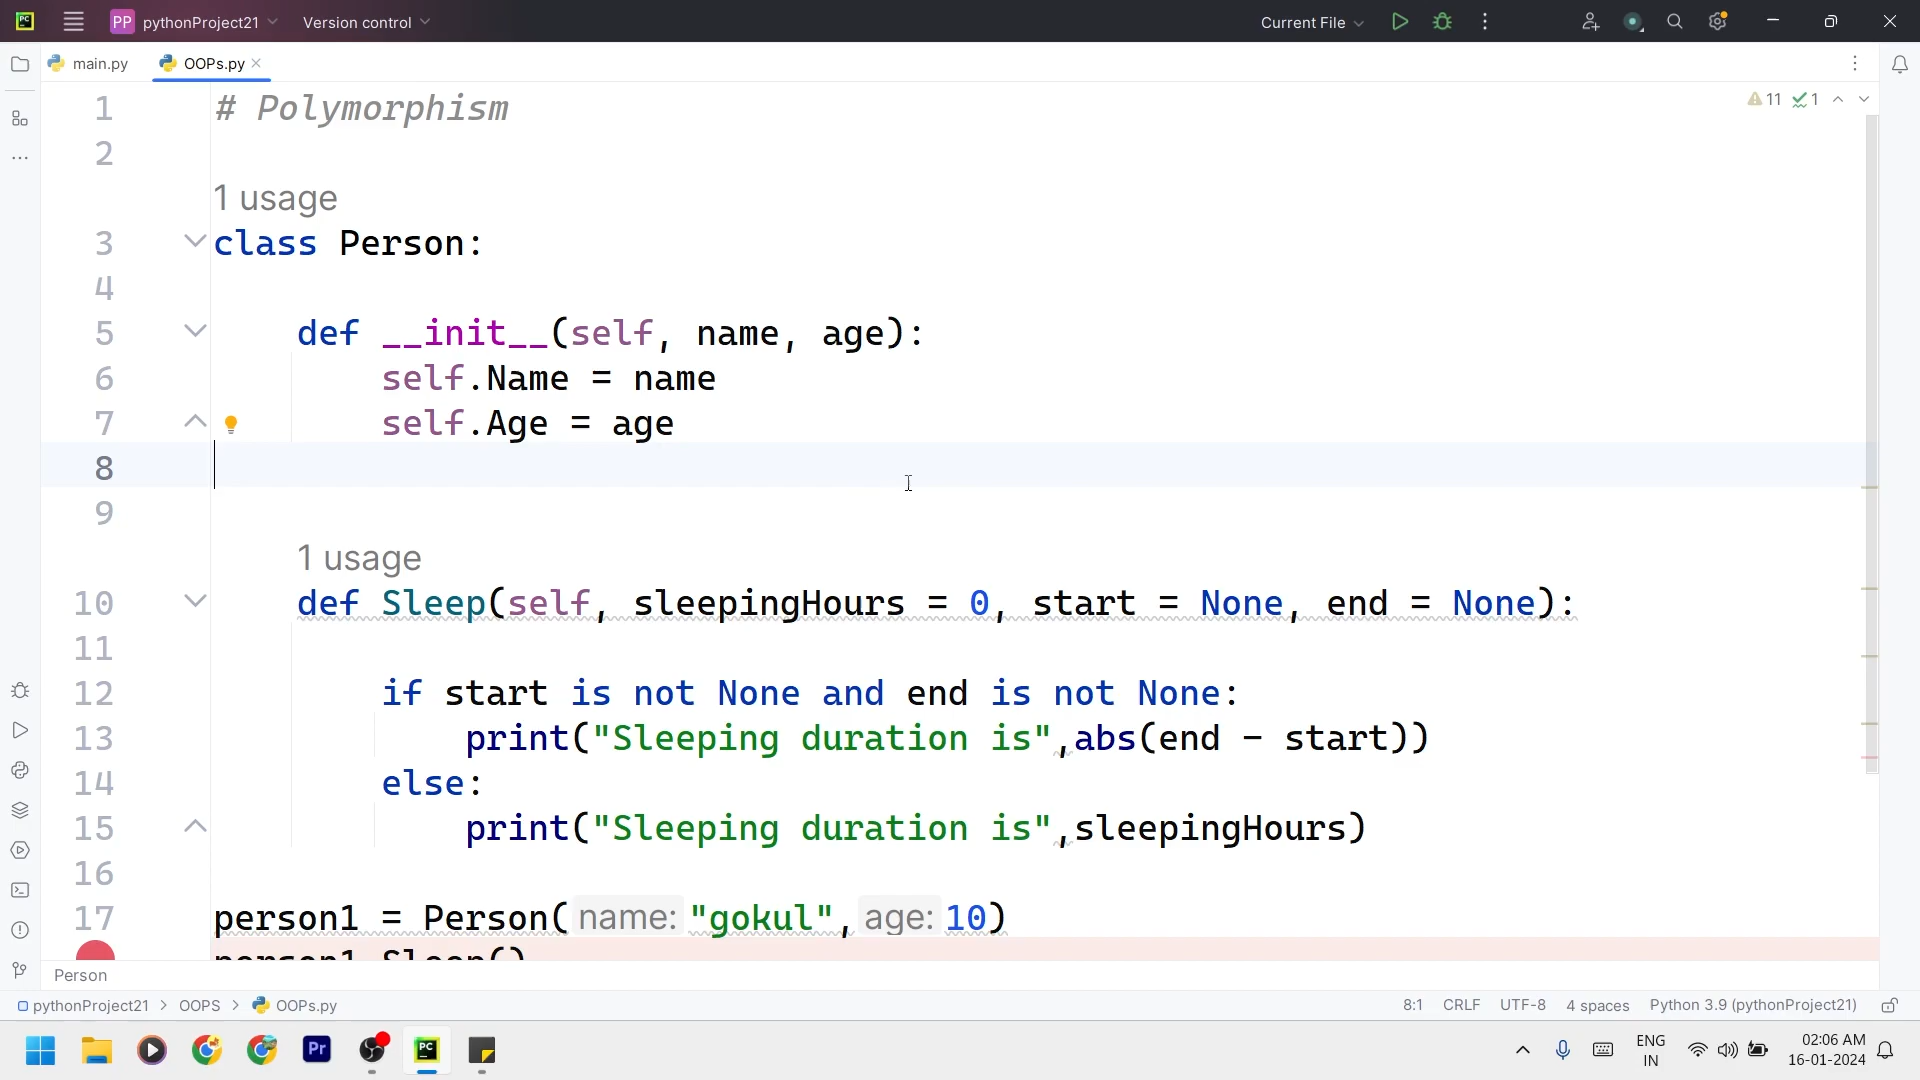 PP pythonProject21 Version control Current File
main.py OOPs.py
1 # Polymorphism 11 1
2
1 usage
3 class Person:
4
5 def __init__(self, name, age):
6 self.Name = name
7 self.Age = age
8
9
1 usage
10 def Sleep(self, sleepingHours = 0, start = None, end = None):
11
12 if start is not None and end is not None:
13 print("Sleeping duration is",abs(end - start))
14 else:
15 print("Sleeping duration is",sleepingHours)
16
17 person1 = Person( name: "gokul", age: 10)
person1.Sleep()
Person
pythonProject21 > OOPS > OOPs.py 8:1 CRLF UTF-8 4 spaces Python 3.9 (pythonProject21)
ENG 02:06 AM
IN 16-01-2024